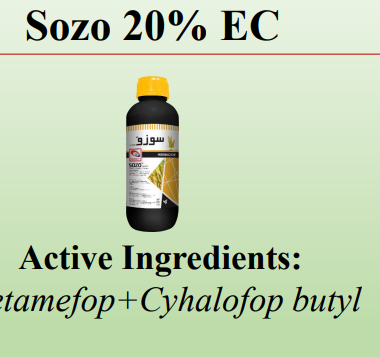 Sozo 20% EC
سوزو
SOZO
Active Ingredients:
etamefop+Cyhalofop butyl